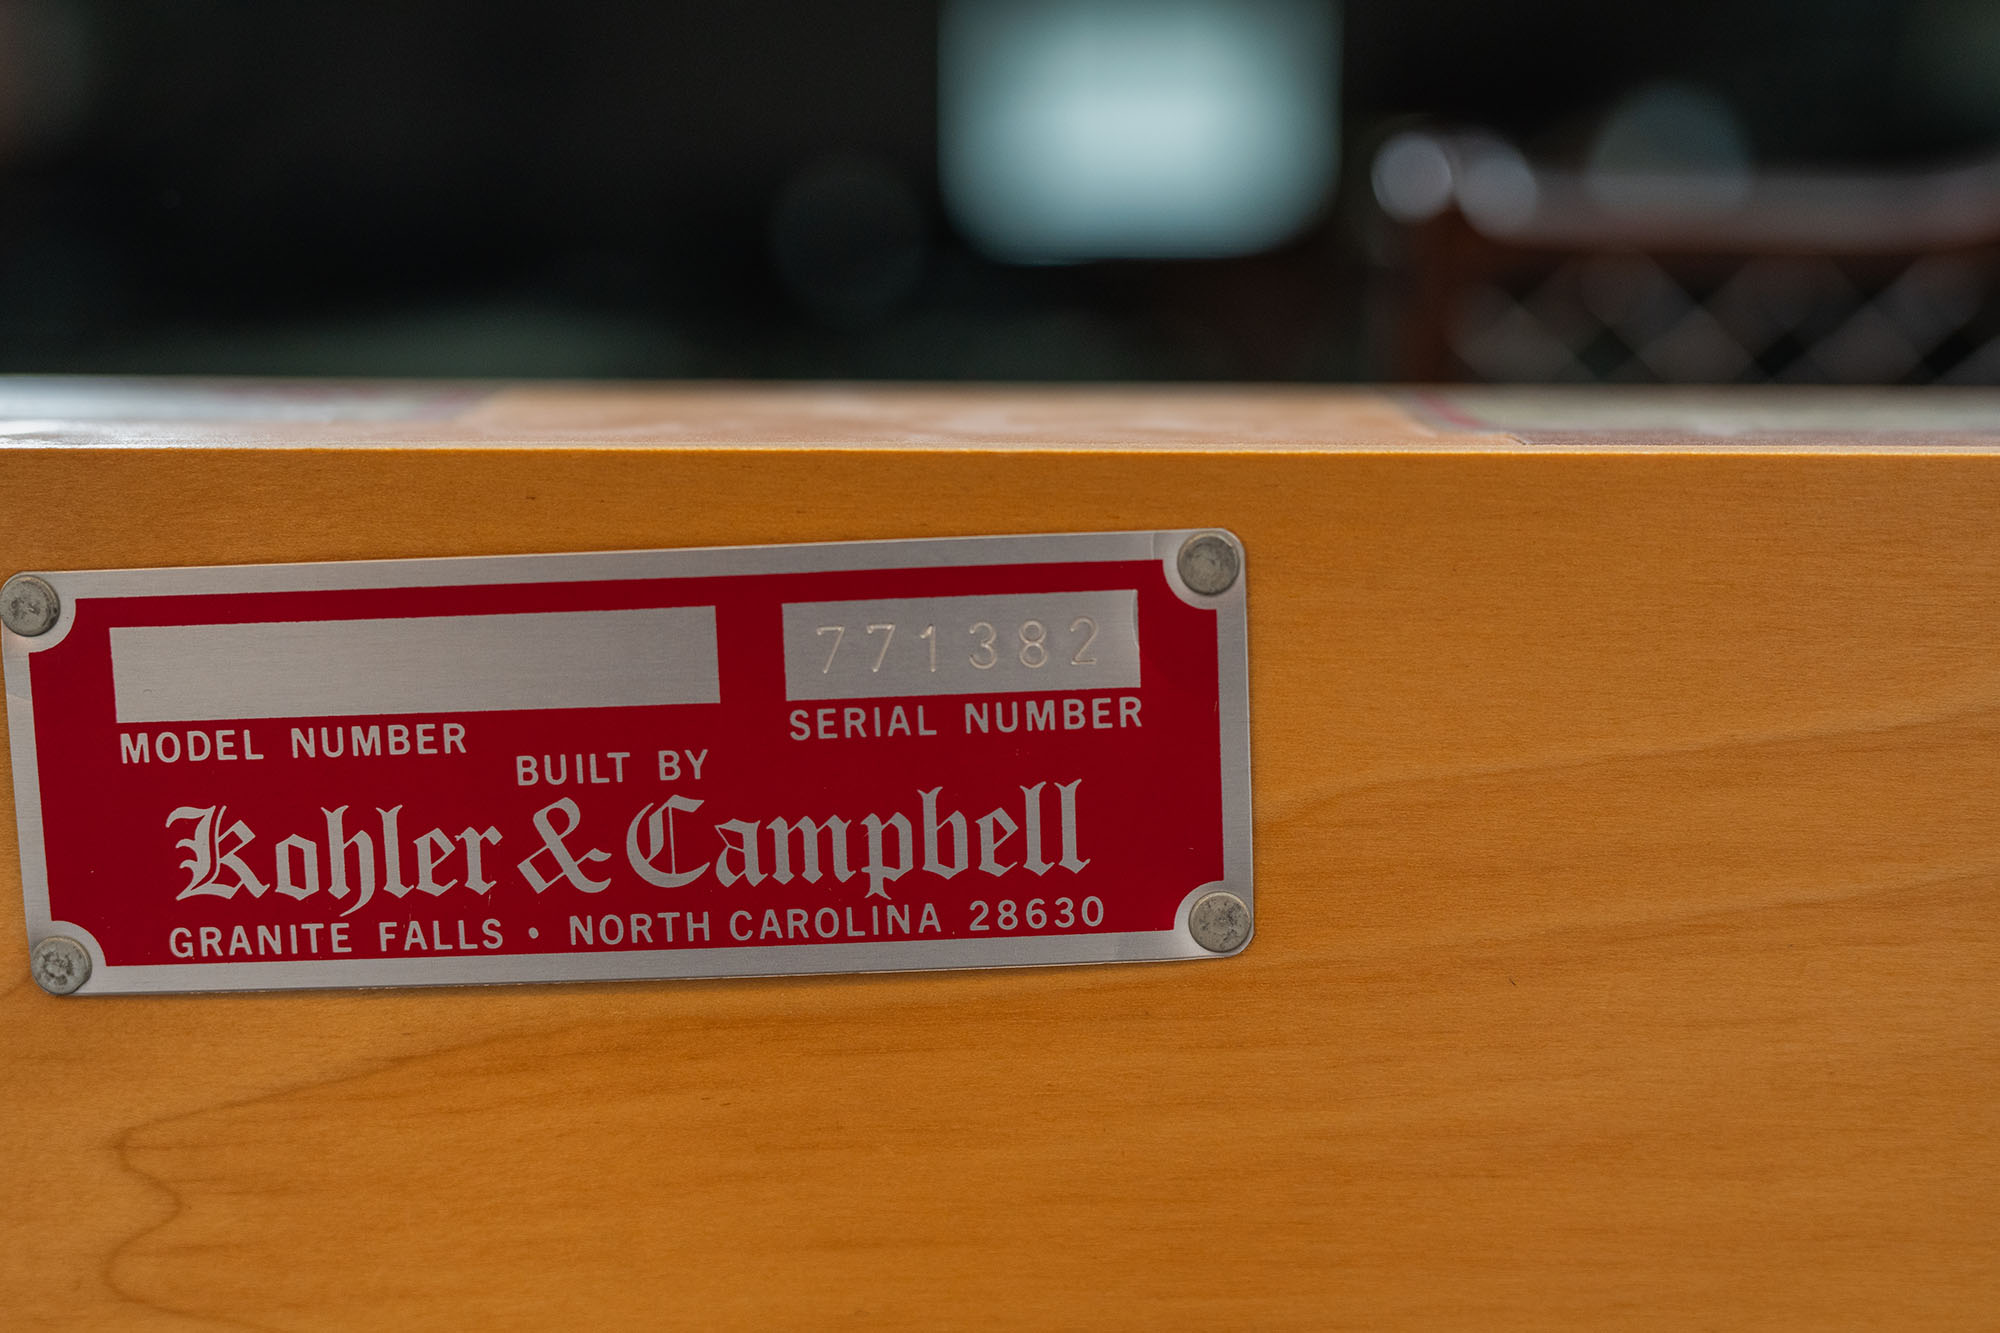 771382
MODEL NUMBER SERIAL NUMBER
BUILT BY
Kohler & Campbell
GRANITE FALLS • NORTH CAROLINA 28630